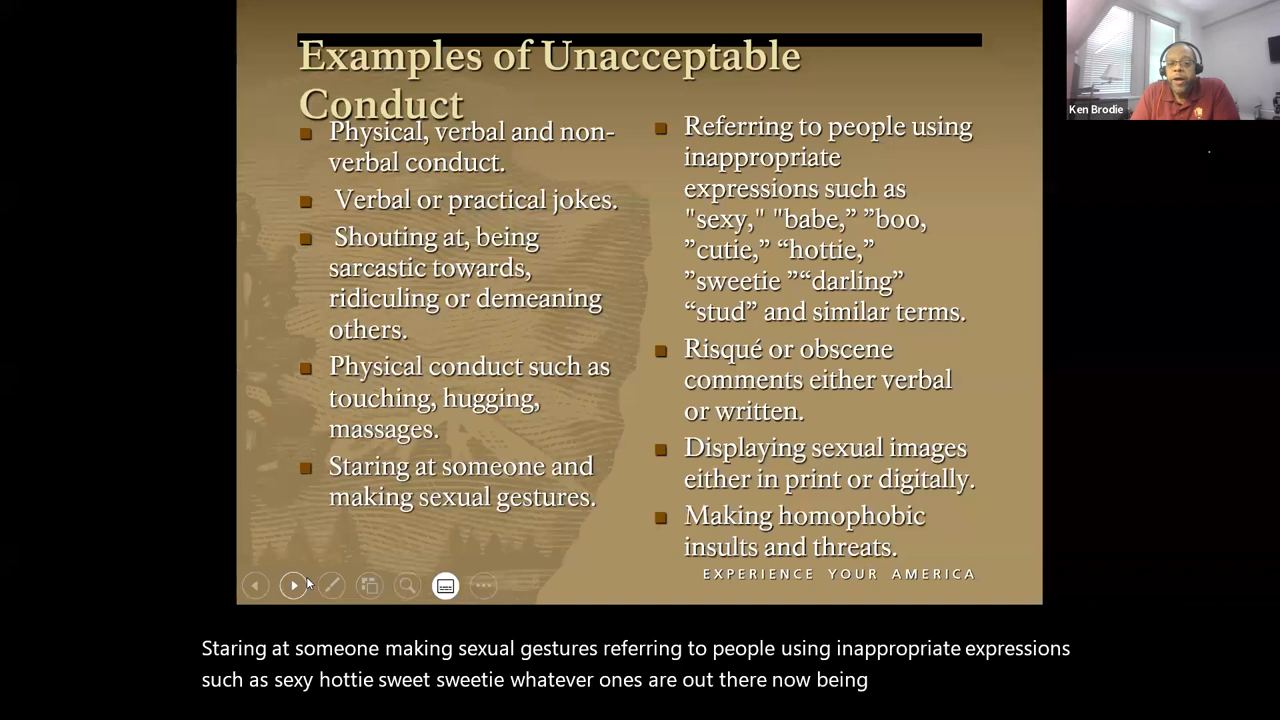 Examples of Unacceptable
Conduct
Physical, verbal and non-
verbal conduct.
Verbal or practical jokes.
Shouting at, being
sarcastic towards,
ridiculing or demeaning
others.
Physical conduct such as
touching, hugging,
massages.
Staring at someone and
making sexual gestures.
Referring to people using
inappropriate
expressions such as
"sexy," "babe,” ”boo,
”cutie,” “hottie,”
”sweetie ”“darling”
“stud” and similar terms.
Risqué or obscene
comments either verbal
or written.
Displaying sexual images
either in print or digitally.
Making homophobic
insults and threats.
EXPERIENCE YOUR AMERICA
Ken Brodie
Staring at someone making sexual gestures referring to people using inappropriate expressions
such as sexy hottie sweet sweetie whatever ones are out there now being